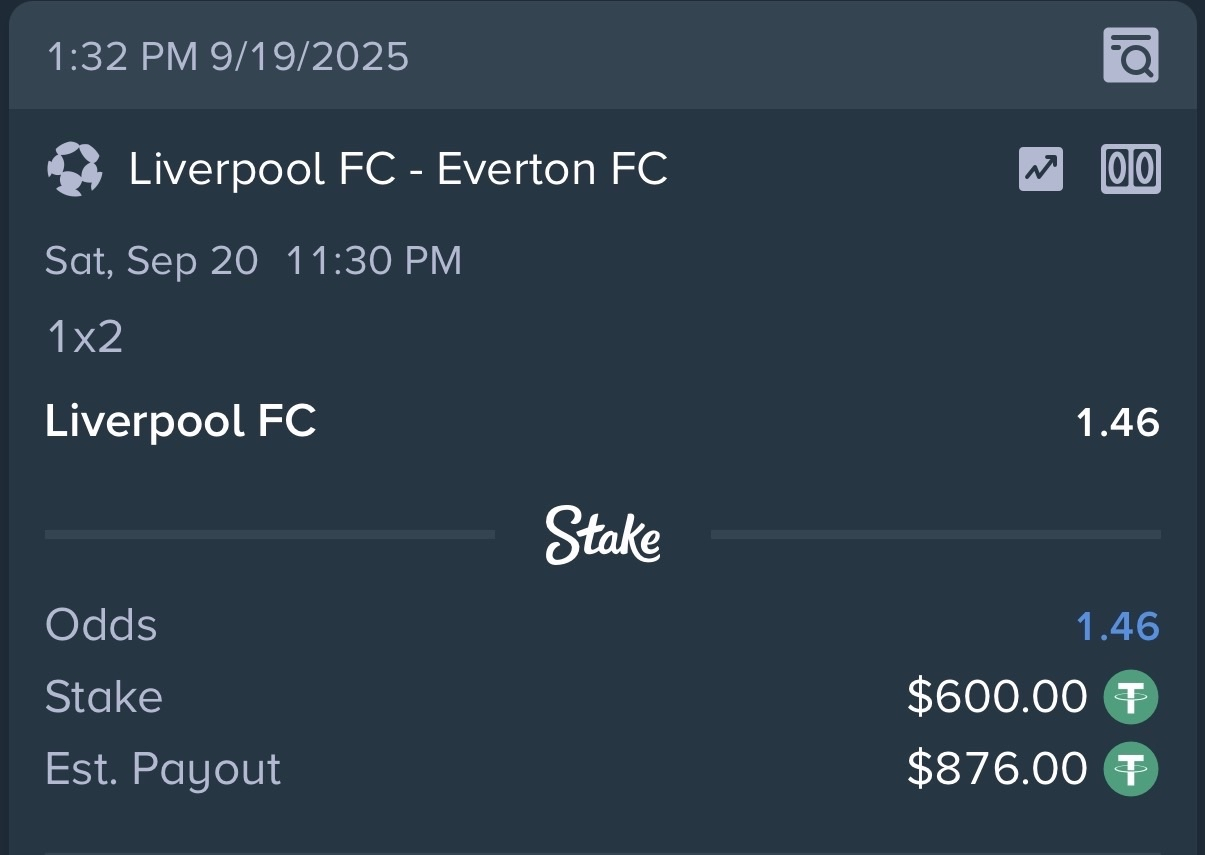 1:32 PM 9/19/2025
Liverpool FC - Everton FC
Sat, Sep 20 11:30 PM
1x2
Liverpool FC 1.46
Stake
Odds 1.46
Stake $600.00
Est. Payout $876.00